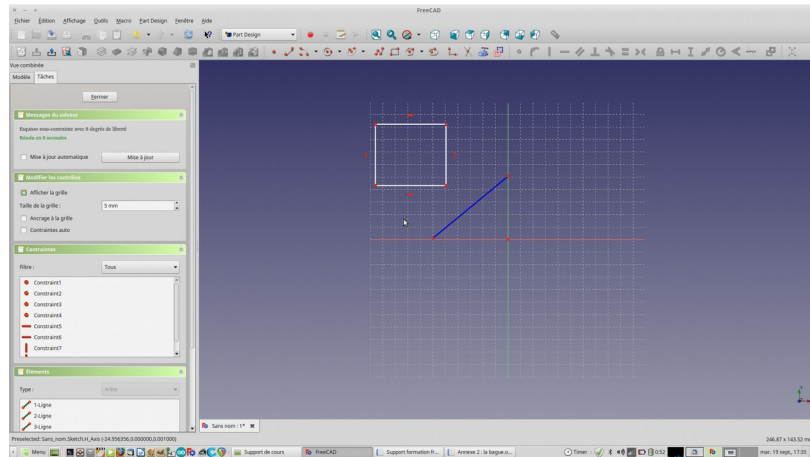 FreeCAD
Fichier Edition Affichage Outils Macro Part Design Fenêtre Aide
Part Design
Vue combinée
Modèle Tâches
Fermer
Messages du solveur
Esquisse sous-contrainte avec 8 degrés de liberté
Résolu en 0 secondes
Mise à jour automatique Mise à jour
Modifier les contrôles
Afficher la grille
Taille de la grille : 5 mm
Ancrage à la grille
Contraintes auto
Contraintes
Filtre : Tous
Constraint1
Constraint2
Constraint3
Constraint4
Constraint5
Constraint6
Constraint7
Éléments
Type : Arête
1-Ligne
2-Ligne
3-Ligne
Sans nom : 1*
Preselected: Sans_nom.Sketch.H_Axis (-24.556356,0.000000,0.001000)
246.87 x 143.52 mm
Menu Support de cours FreeCAD Support formation fr... Annexe 2 : la bague.o... Timer : 0:52 mar. 19 sept., 17:35